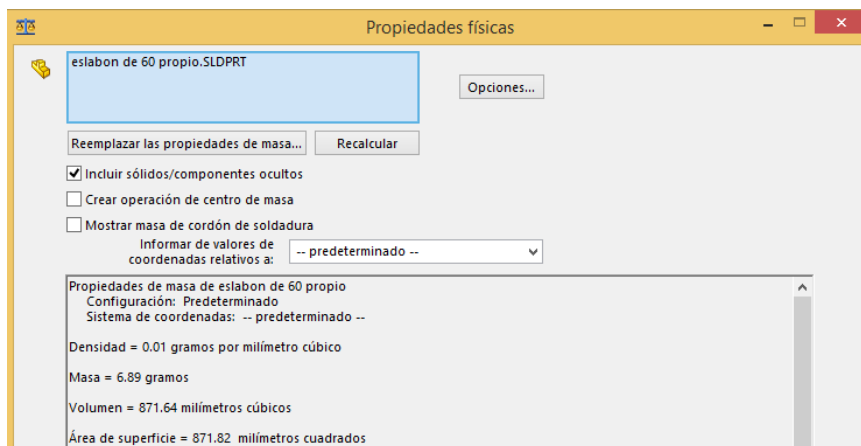 Propiedades físicas
eslabon de 60 propio.SLDPRT
Opciones...
Reemplazar las propiedades de masa...
Recalcular
Incluir sólidos/componentes ocultos
Crear operación de centro de masa
Mostrar masa de cordón de soldadura
Informar de valores de
coordenadas relativos a:
-- predeterminado --
Propiedades de masa de eslabon de 60 propio
Configuración: Predeterminado
Sistema de coordenadas: -- predeterminado --
Densidad = 0.01 gramos por milímetro cúbico
Masa = 6.89 gramos
Volumen = 871.64 milímetros cúbicos
Área de superficie = 871.82 milímetros cuadrados